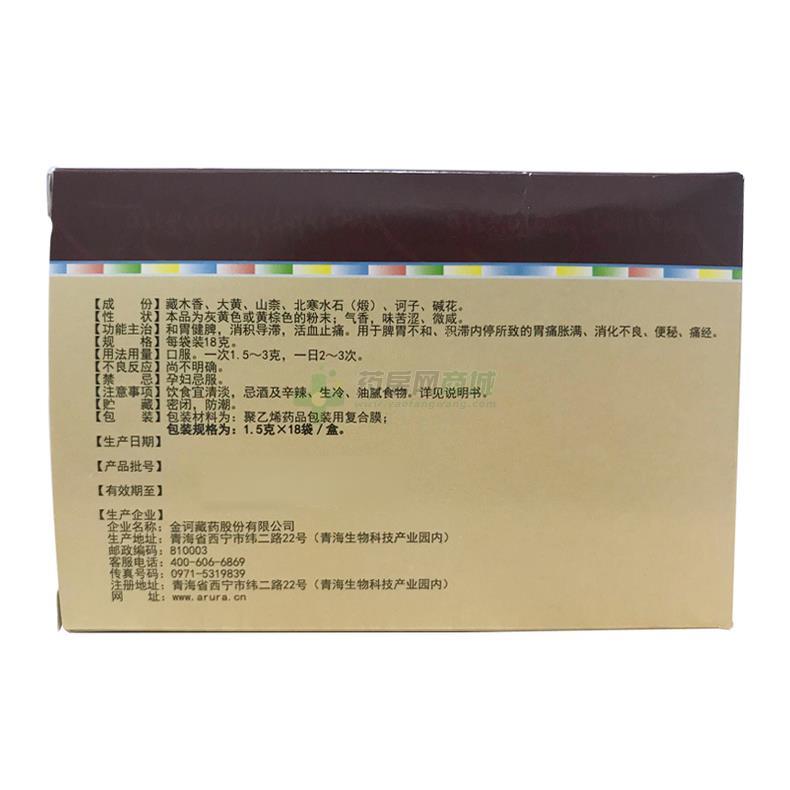 【成　份】藏木香、大黄、山奈、北寒水石（煅）、诃子、碱花。
【性　状】本品为灰黄色或黄棕色的粉末；气香，味苦涩、微咸。
【功能主治】和胃健脾，消积导滞，活血止痛。用于脾胃不和、积滞内停所致的胃痛胀满、消化不良、便秘、痛经。
【规　格】每袋装18克。
【用法用量】口服。一次1.5～3克，一日2～3次。
【不良反应】尚不明确。
【禁　忌】孕妇忌服。
【注意事项】饮食宜清淡，忌酒及辛辣、生冷、油腻食物。详见说明书。
【贮　藏】密闭，防潮。
【包　装】包装材料为：聚乙烯药品包装用复合膜；
包装规格为：1.5克×18袋／盒。
【生产日期】
【产品批号】
【有效期至】
【生产企业】
企业名称：金诃藏药股份有限公司
生产地址：青海省西宁市纬二路22号（青海生物科技产业园内）
邮政编码：810003
客服电话：400-606-6869
传真号码：0971-5319839
注册地址：青海省西宁市纬二路22号（青海生物科技产业园内）
网　址：www.arura.cn
药房网商城
www.yaofangwang.com